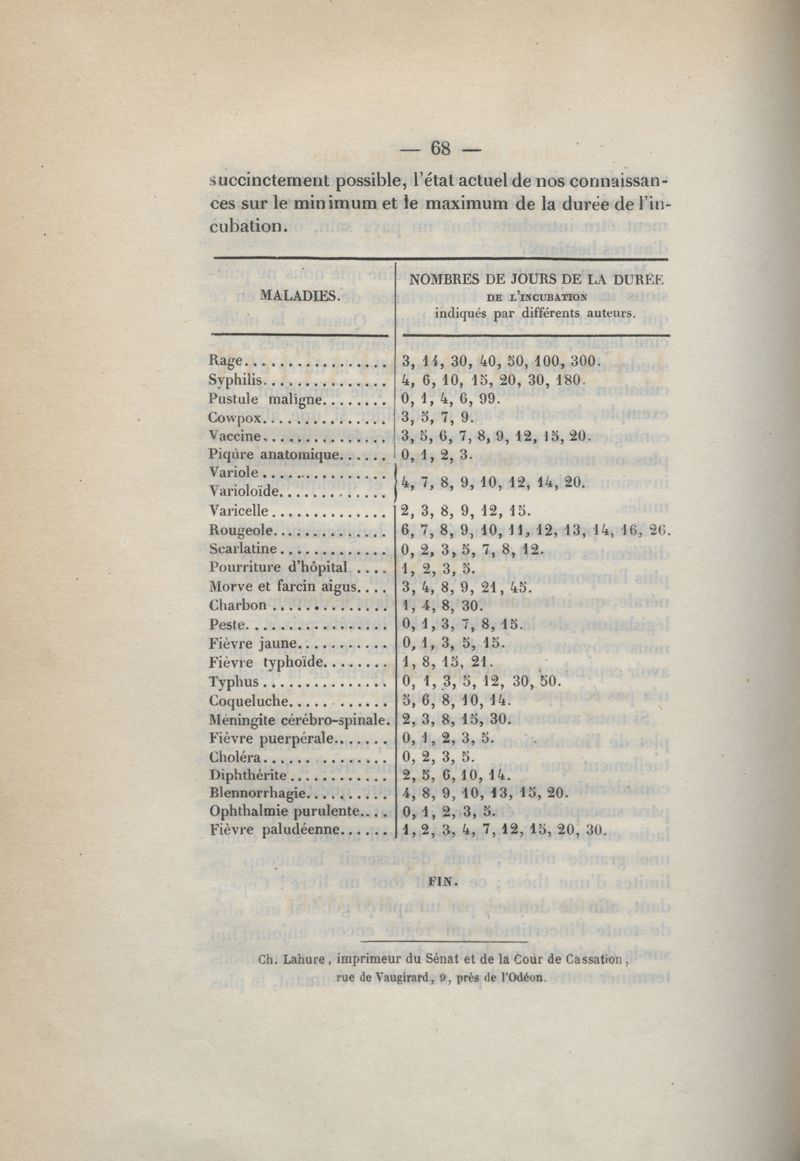 — 68 —
succinctement possible, l'état actuel de nos connaissan-
ces sur le minimum et le maximum de la durée de l'in-
cubation.
MALADIES.
NOMBRES DE JOURS DE LA DURÉE
DE L'INCUBATION
indiqués par différents auteurs.
Rage................. 3, 14, 30, 40, 50, 100, 300.
Syphilis............... 4, 6, 10, 15, 20, 30, 180.
Pustule maligne........ 0, 1, 4, 6, 99.
Cowpox............... 3, 5, 7, 9.
Vaccine............... 3, 5, 6, 7, 8, 9, 12, 15, 20.
Piqûre anatomique...... 0, 1, 2, 3.
Variole...............
Varioloïde............. } 4, 7, 8, 9, 10, 12, 14, 20.
Varicelle.............. 2, 3, 8, 9, 12, 15.
Rougeole.............. 6, 7, 8, 9, 10, 11, 12, 13, 14, 16, 26.
Scarlatine............. 0, 2, 3, 5, 7, 8, 12.
Pourriture d'hôpital .... 1, 2, 3, 5.
Morve et farcin aigus.... 3, 4, 8, 9, 21, 45.
Charbon .............. 1, 4, 8, 30.
Peste................. 0, 1, 3, 7, 8, 15.
Fièvre jaune........... 0, 1, 3, 5, 15.
Fièvre typhoïde........ 1, 8, 15, 21.
Typhus............... 0, 1, 3, 5, 12, 30, 50.
Coqueluche............ 5, 6, 8, 10, 14.
Méningite cérébro-spinale. 2, 3, 8, 15, 30.
Fièvre puerpérale....... 0, 1, 2, 3, 5.
Choléra............... 0, 2, 3, 5.
Diphthérite............ 2, 5, 6, 10, 14.
Blennorrhagie.......... 4, 8, 9, 10, 13, 15, 20.
Ophthalmie purulente.... 0, 1, 2, 3, 5.
Fièvre paludéenne...... 1, 2, 3, 4, 7, 12, 15, 20, 30.
FIN.
Ch. Lahure, imprimeur du Sénat et de la Cour de Cassation,
rue de Vaugirard, 9, près de l'Odéon.